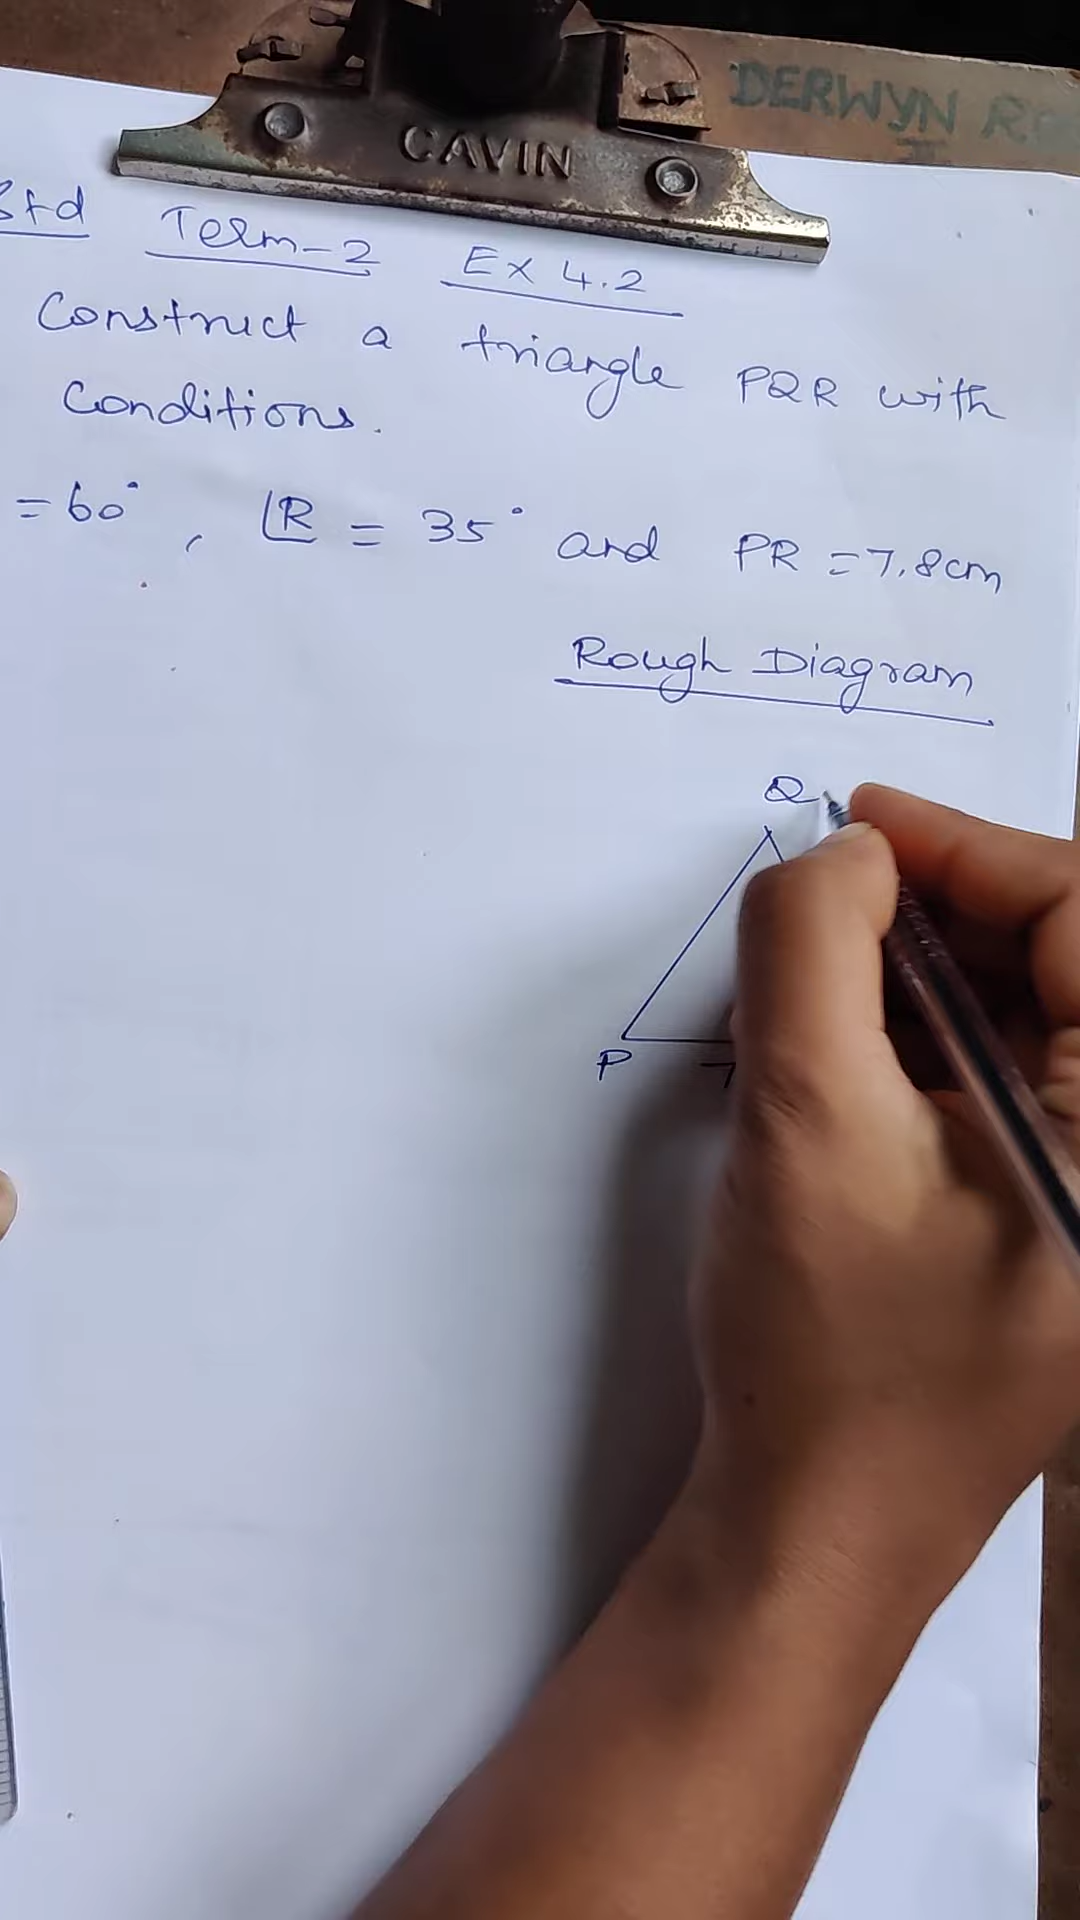 CAVIN
DERWYN
Std Term-2 Ex 4.2
Construct a triangle PQR with
Conditions.
= 60°, ∠R = 35° and PR = 7.8cm
Rough Diagram
Q
P 7